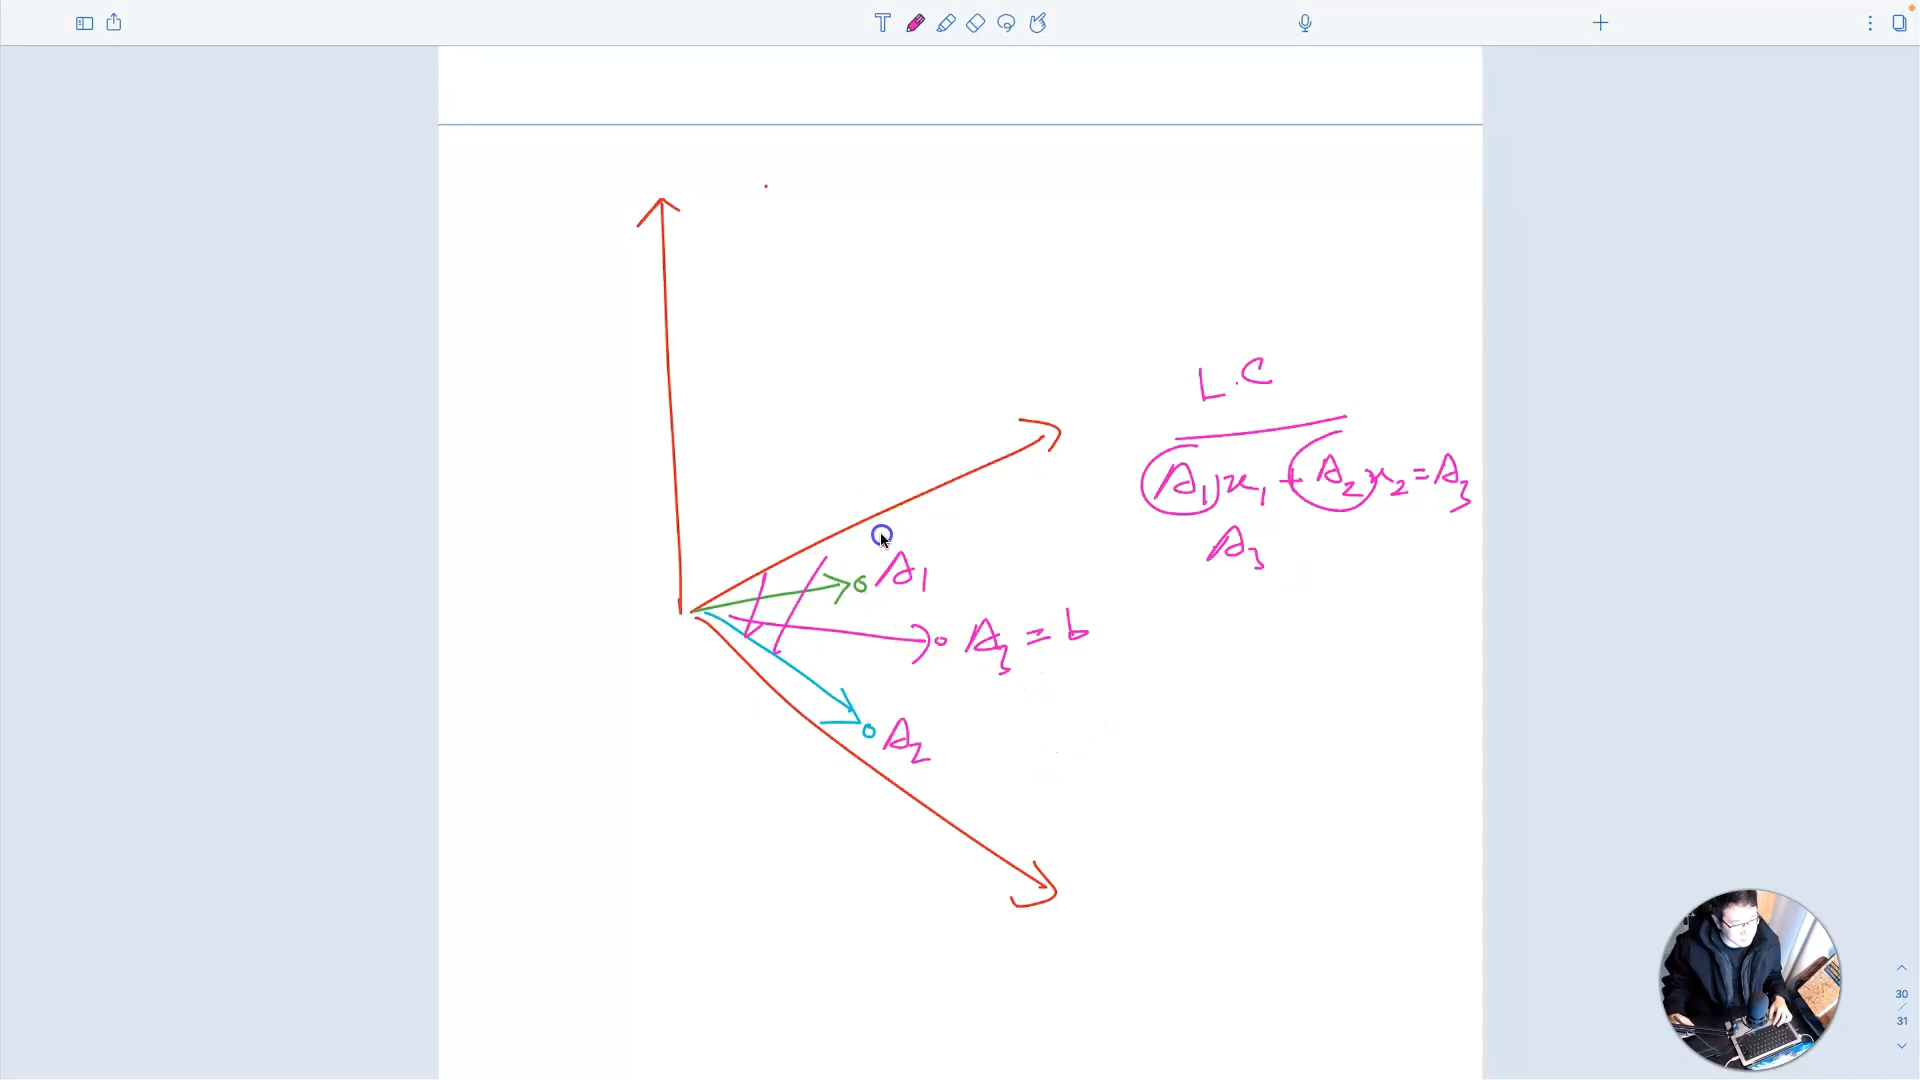 T
L.C
A₁x₁ + A₂x₂ = A₃
A₃
A₁
A₃ = b
A₂
30
31